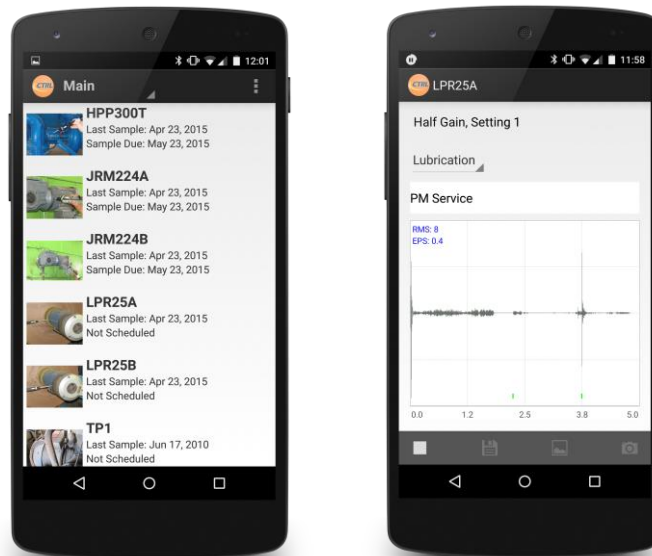 12:01
CTRL Main
HPP300T
Last Sample: Apr 23, 2015
Sample Due: May 23, 2015
JRM224A
Last Sample: Apr 23, 2015
Sample Due: May 23, 2015
JRM224B
Last Sample: Apr 23, 2015
Sample Due: May 23, 2015
LPR25A
Last Sample: Apr 23, 2015
Not Scheduled
LPR25B
Last Sample: Apr 23, 2015
Not Scheduled
TP1
Last Sample: Jun 17, 2010
Not Scheduled
11:58
CTRL LPR25A
Half Gain, Setting 1
Lubrication
PM Service
RMS: 8
EPS: 0.4
0.0 1.2 2.5 3.8 5.0